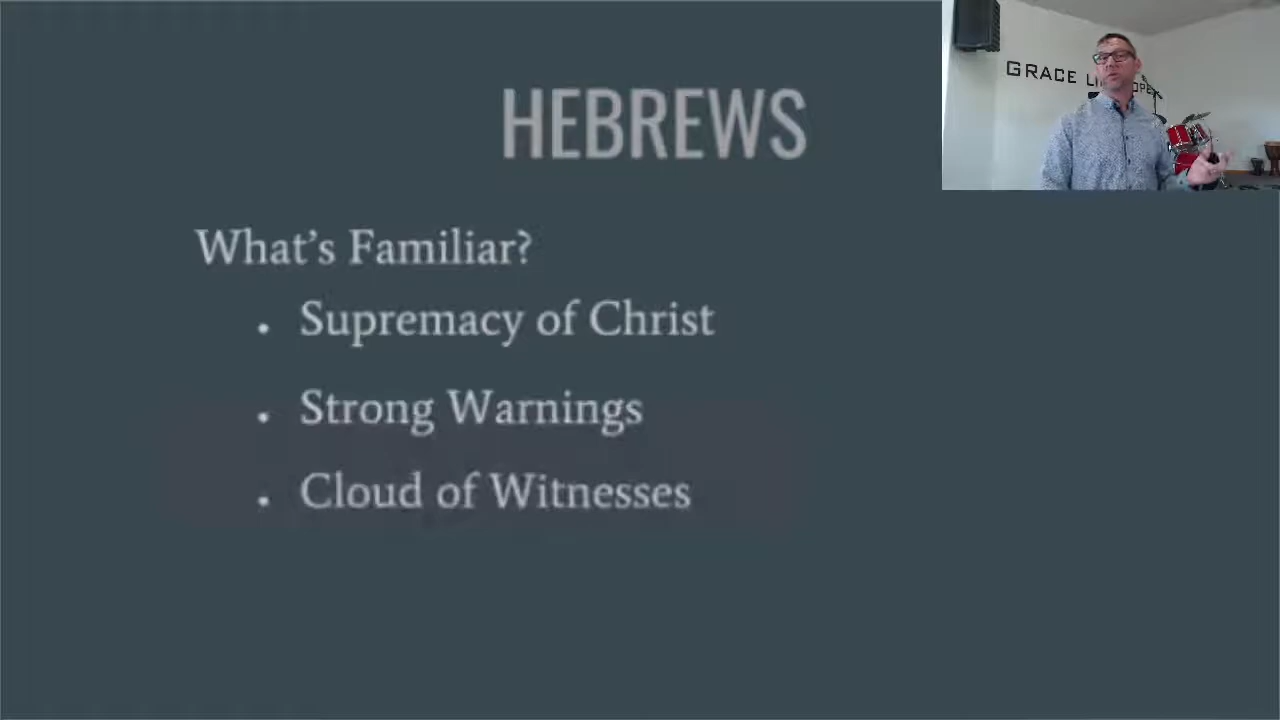 HEBREWS
GRACE
What's Familiar?
. Supremacy of Christ
. Strong Warnings
. Cloud of Witnesses